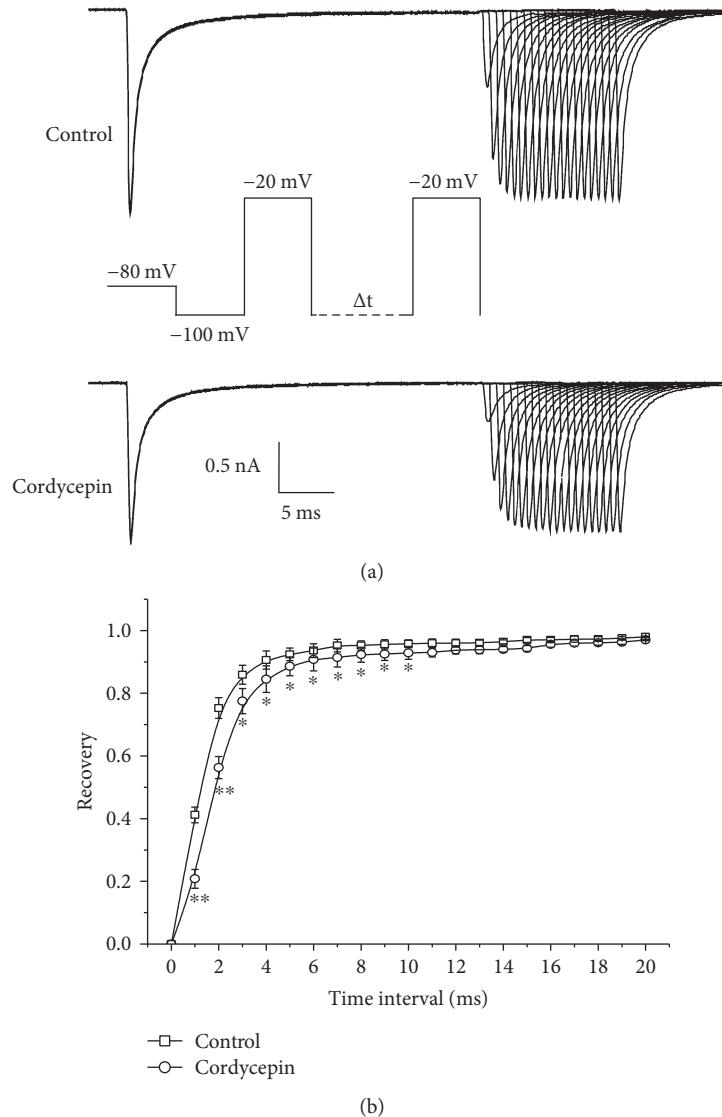 Control
−20 mV
−20 mV
−80 mV
Δt
−100 mV
Cordycepin
0.5 nA
5 ms
(a)
1.0
0.8
0.6
0.4
0.2
0.0
Recovery
**
**
*
*
*
*
*
*
*
*
0 2 4 6 8 10 12 14 16 18 20
Time interval (ms)
Control
Cordycepin
(b)